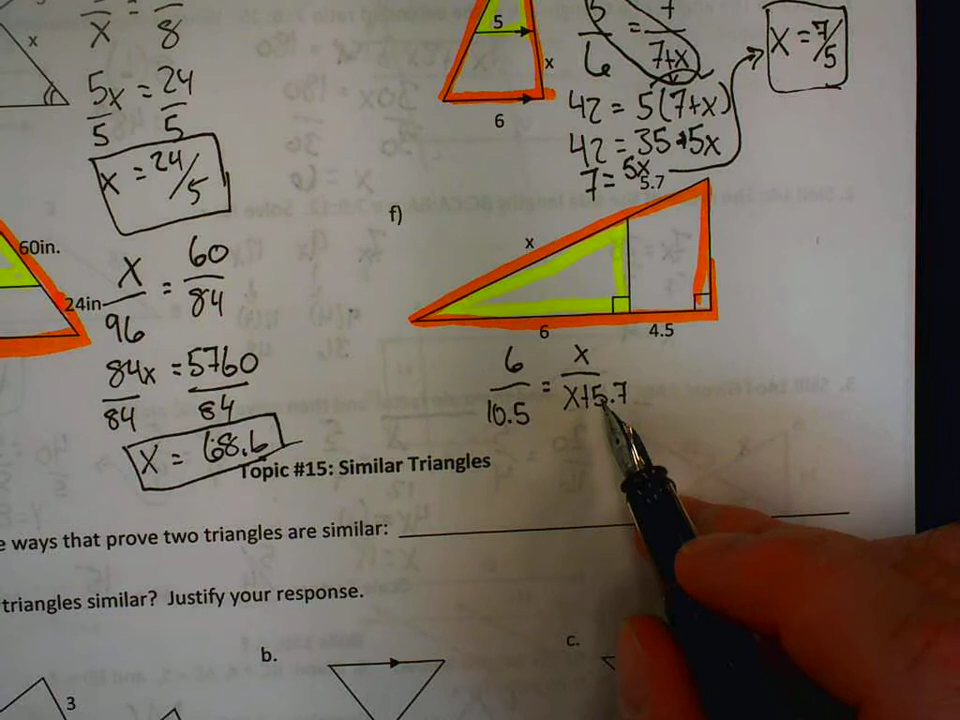 x
x 8
5x = 24
5 5
x = 24/5
5
x
6
5/6 = 7/7+x
42 = 5(7+x)
42 = 35+5x
7 = 5x
x = 7/5
60in.
24in
x/96 = 60/84
84x = 5760
84 84
x = 68.6
f)
5.7
x
6 4.5
6/10.5 = x/x+5.7
Topic #15: Similar Triangles
e ways that prove two triangles are similar:
triangles similar? Justify your response.
b.
c.
3